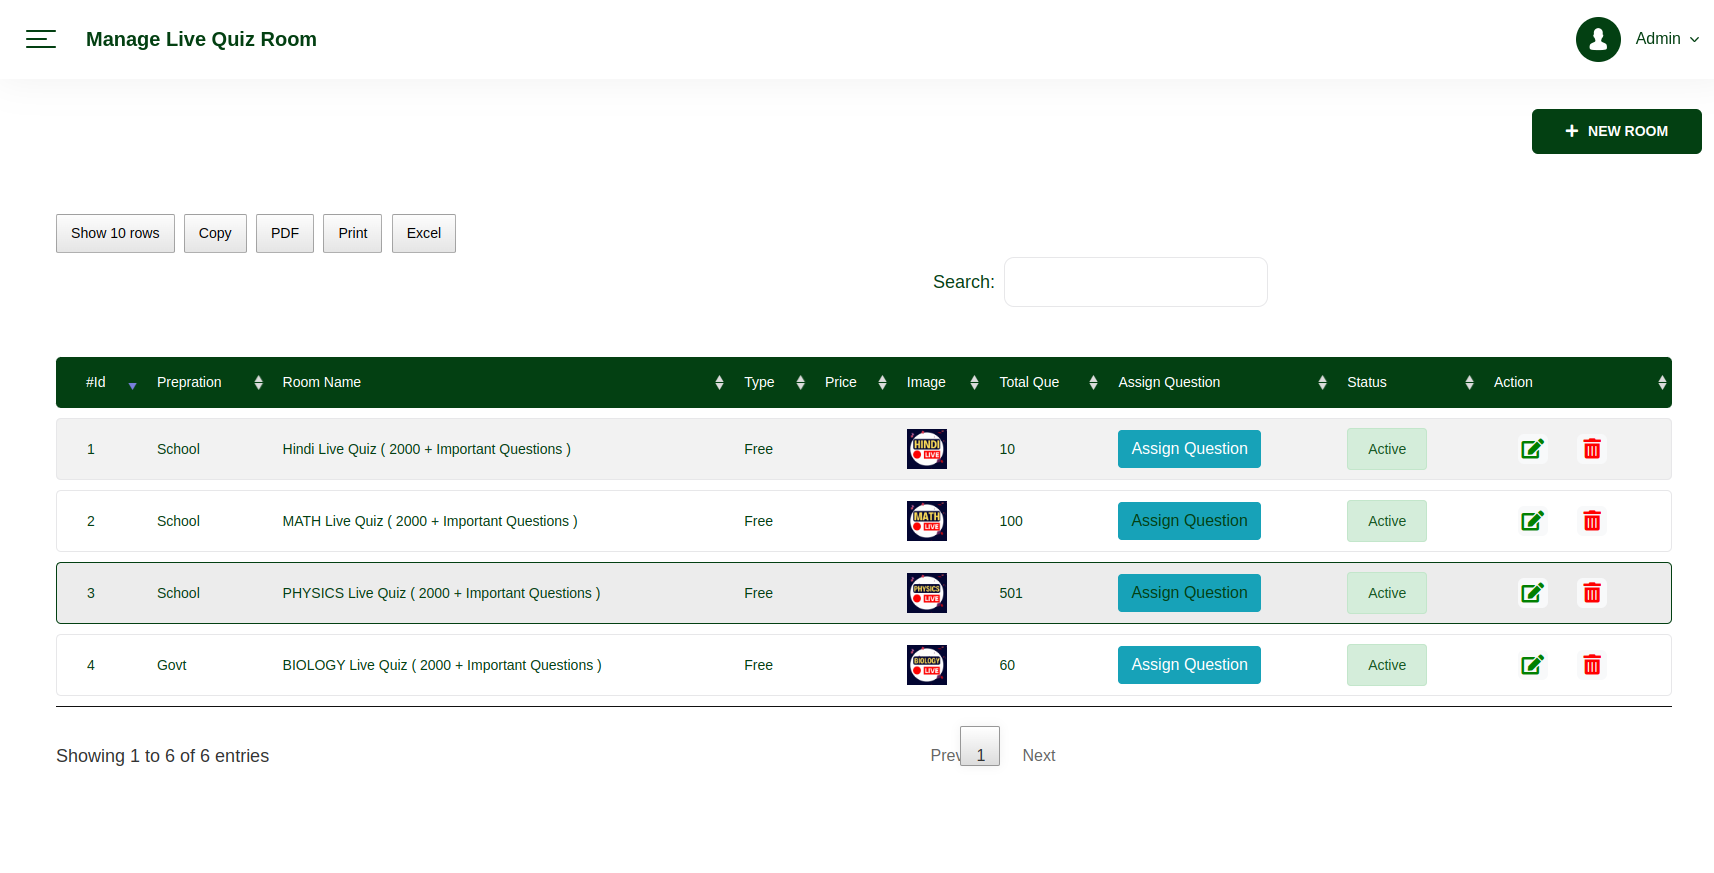 Manage Live Quiz Room
Admin
NEW ROOM
Show 10 rows Copy PDF Print Excel
Search:
#Id Prepration Room Name Type Price Image Total Que Assign Question Status Action
1 School Hindi Live Quiz ( 2000 + Important Questions ) Free HINDI LIVE 10 Assign Question Active
2 School MATH Live Quiz ( 2000 + Important Questions ) Free MATH LIVE 100 Assign Question Active
3 School PHYSICS Live Quiz ( 2000 + Important Questions ) Free PHYSICS LIVE 501 Assign Question Active
4 Govt BIOLOGY Live Quiz ( 2000 + Important Questions ) Free BIOLOGY LIVE 60 Assign Question Active
Showing 1 to 6 of 6 entries
Prev 1 Next